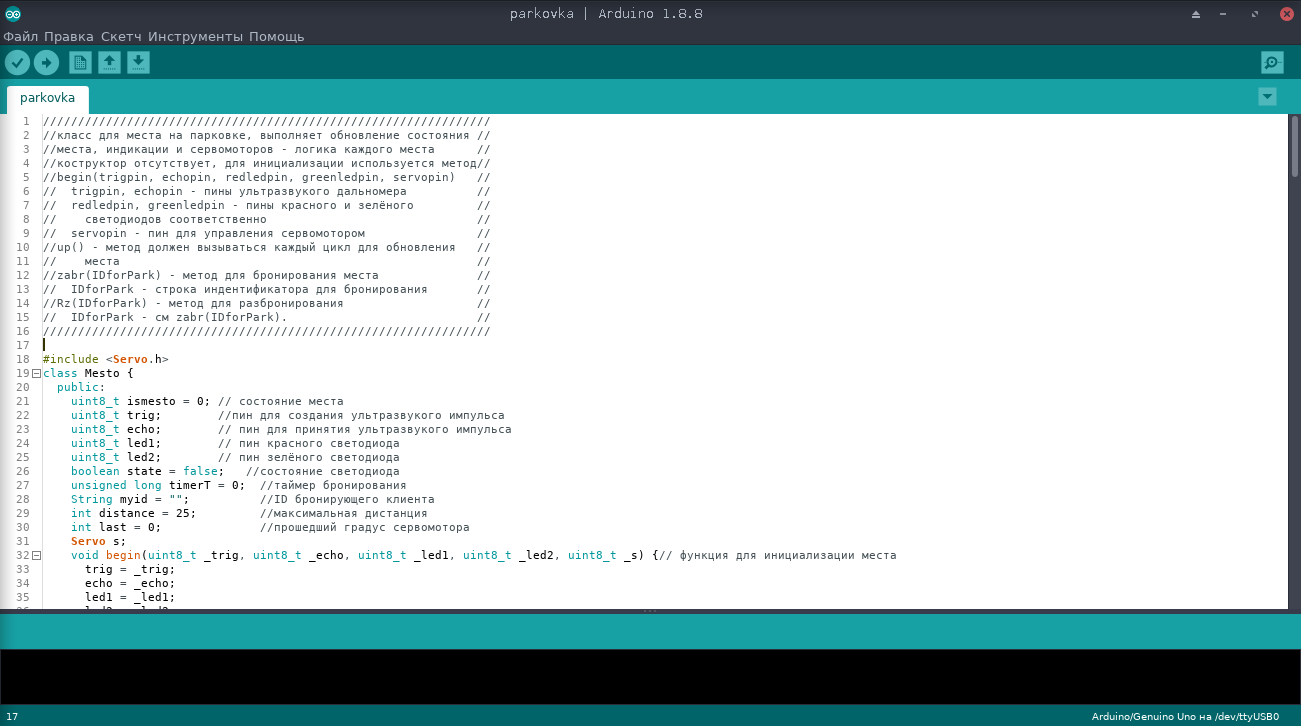 parkovka | Arduino 1.8.8
Файл Правка Скетч Инструменты Помощь
parkovka
1 ////////////////////////////////////////////////////////////////
2 //класс для места на парковке, выполняет обновление состояния //
3 //места, индикации и сервомоторов - логика каждого места      //
4 //коструктор отсутствует, для инициализации используется метод//
5 //begin(trigpin, echopin, redledpin, greenledpin, servopin)   //
6 //  trigpin, echopin - пины ультразвукого дальномера          //
7 //  redledpin, greenledpin - пины красного и зелёного         //
8 //    светодиодов соответственно                              //
9 //  servopin - пин для управления сервомотором                //
10 //up() - метод должен вызываться каждый цикл для обновления   //
11 //    места                                                   //
12 //zabr(IDforPark) - метод для бронирования места              //
13 //  IDforPark - строка индентификатора для бронирования       //
14 //Rz(IDforPark) - метод для разбронирования                   //
15 //  IDforPark - см zabr(IDforPark).                           //
16 ////////////////////////////////////////////////////////////////
17
18 #include <Servo.h>
19 class Mesto {
20   public:
21     uint8_t ismesto = 0; // состояние места
22     uint8_t trig;        //пин для создания ультразвукого импульса
23     uint8_t echo;        // пин для принятия ультразвукого импульса
24     uint8_t led1;        // пин красного светодиода
25     uint8_t led2;        // пин зелёного светодиода
26     boolean state = false;   //состояние светодиода
27     unsigned long timerT = 0;  //таймер бронирования
28     String myid = "";          //ID бронирующего клиента
29     int distance = 25;         //максимальная дистанция
30     int last = 0;              //прошедший градус сервомотора
31     Servo s;
32     void begin(uint8_t _trig, uint8_t _echo, uint8_t _led1, uint8_t _led2, uint8_t _s) {// функция для инициализации места
33       trig = _trig;
34       echo = _echo;
35       led1 = _led1;
17
Arduino/Genuino Uno на /dev/ttyUSB0